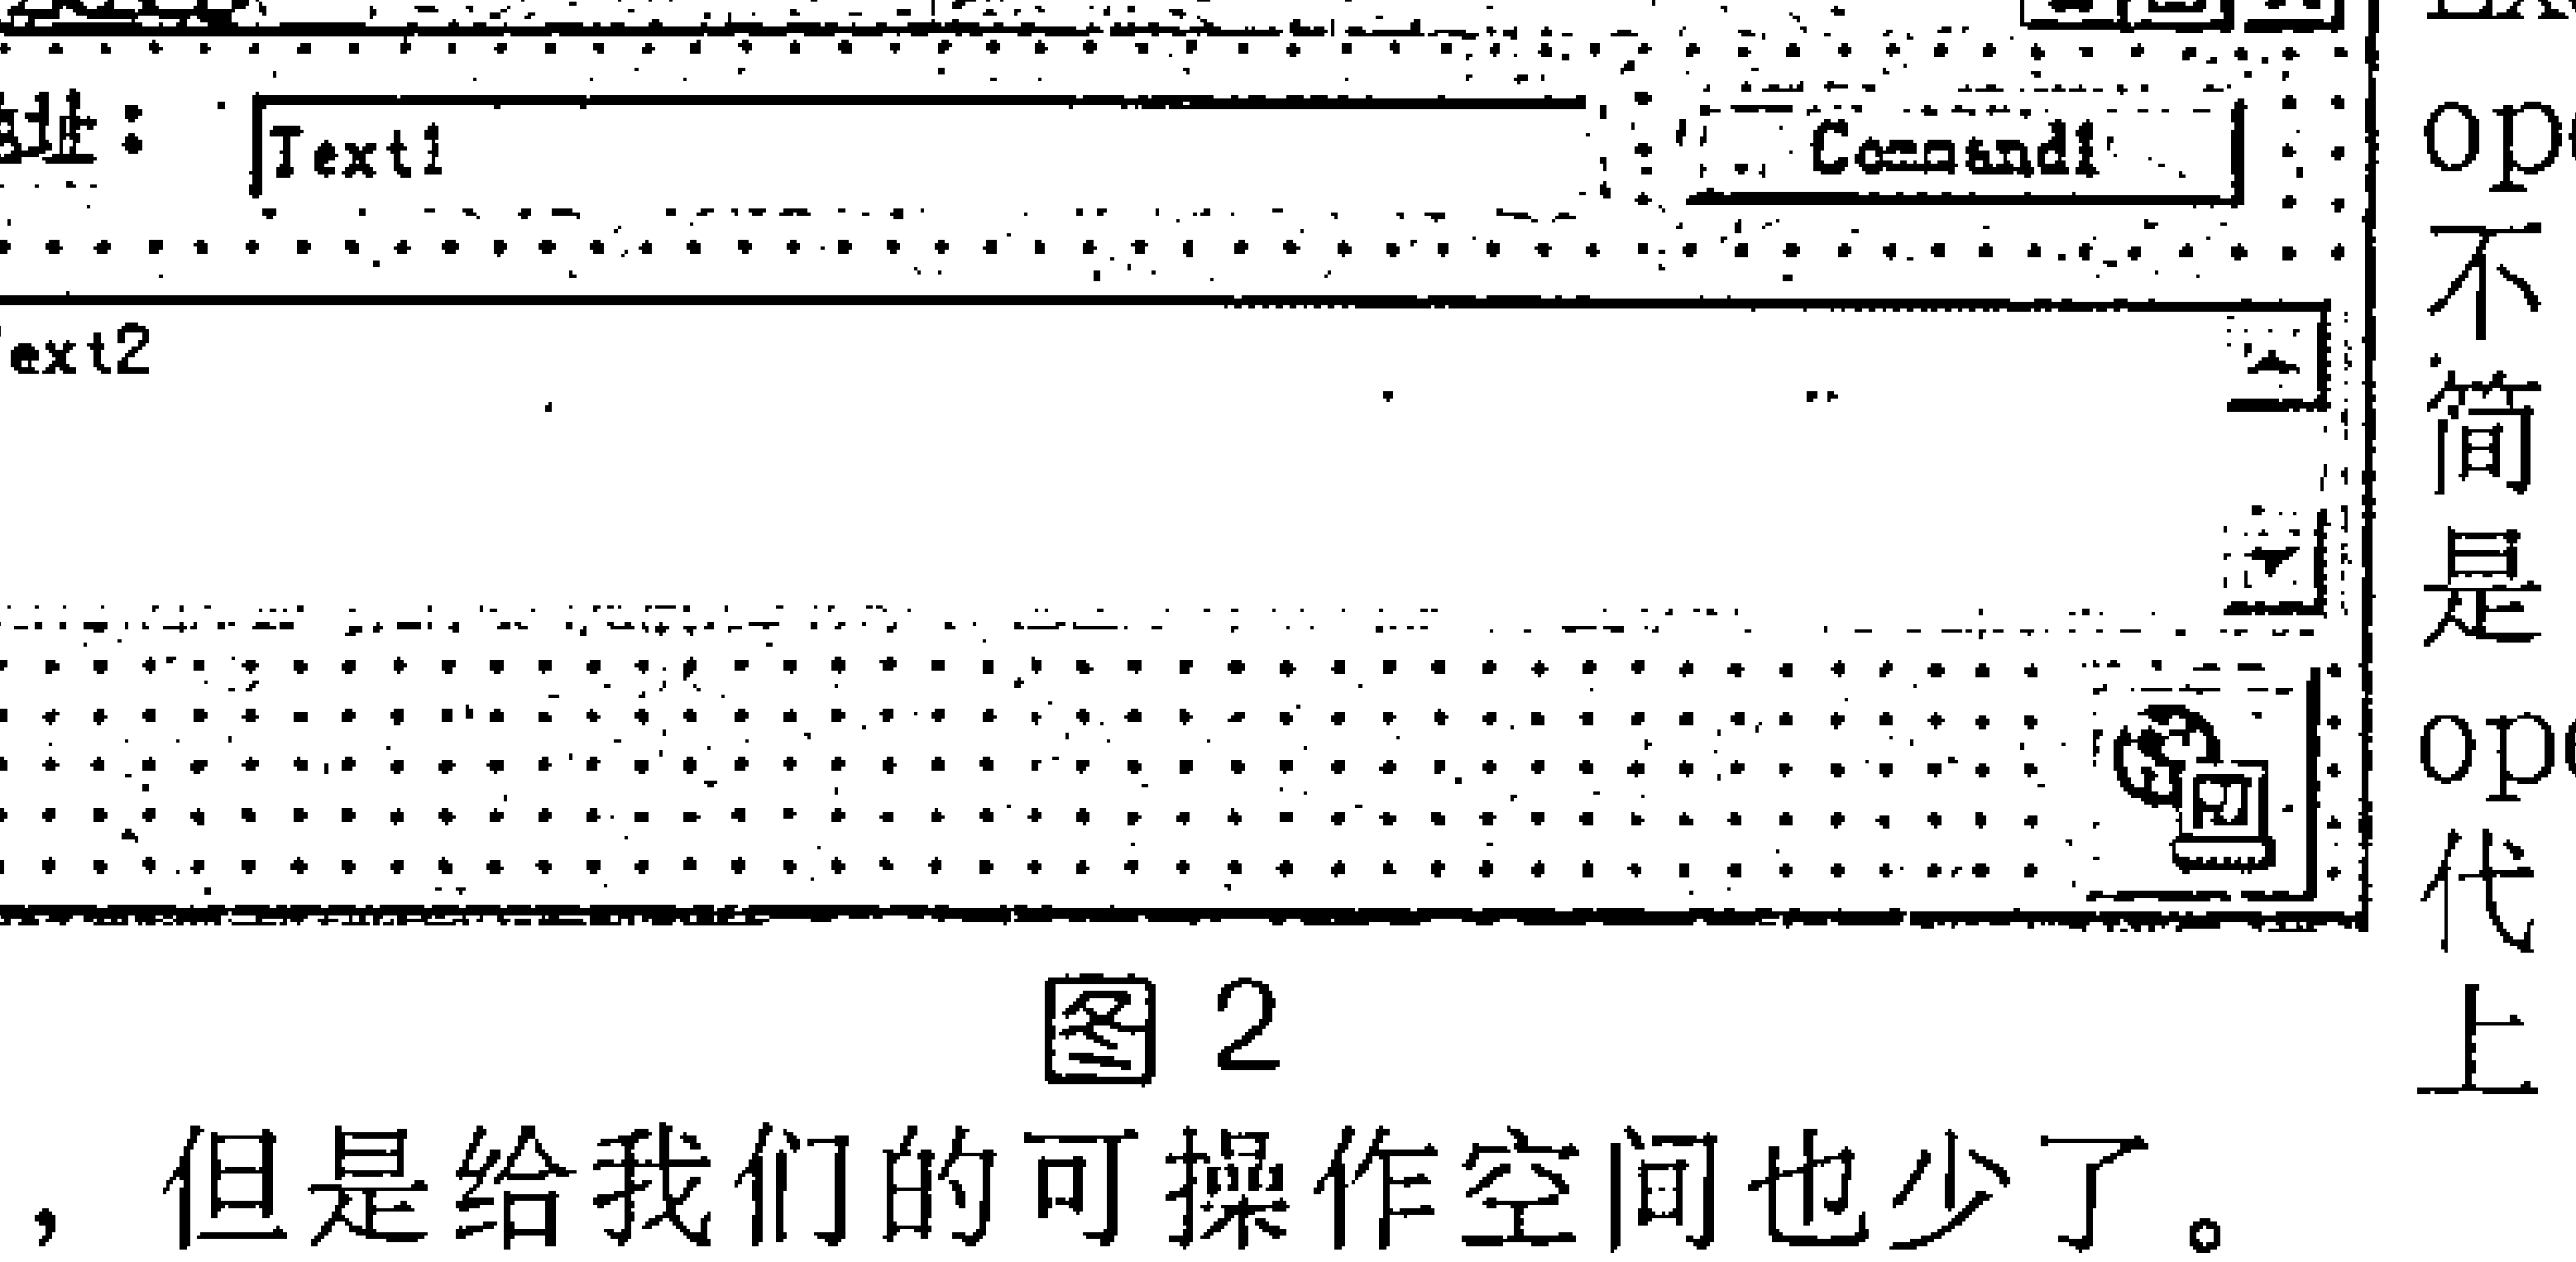 址： Text1 Command1
ext2
图 2
，但是给我们的可操作空间也少了。
op
不
简
是
op
代
上